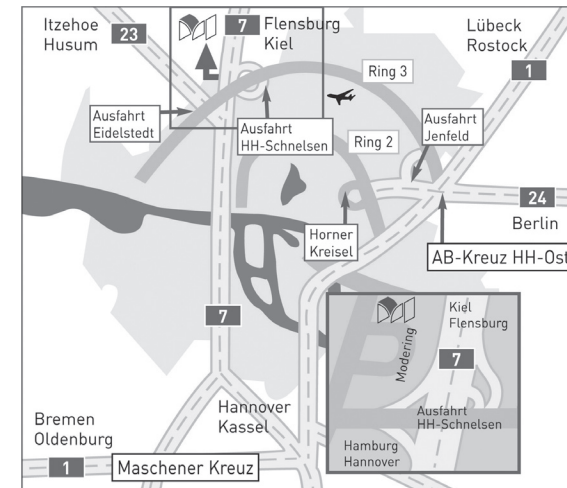 Itzehoe
Husum
23
7
Flensburg
Kiel
Lübeck
Rostock
1
Ring 3
Ausfahrt
Eidelstedt
Ausfahrt
HH-Schnelsen
Ring 2
Ausfahrt
Jenfeld
24
Berlin
Horner
Kreisel
AB-Kreuz HH-Ost
7
Kiel
Flensburg
Modering
7
Ausfahrt
HH-Schnelsen
Hamburg
Hannover
Hannover
Kassel
Bremen
Oldenburg
1
Maschener Kreuz